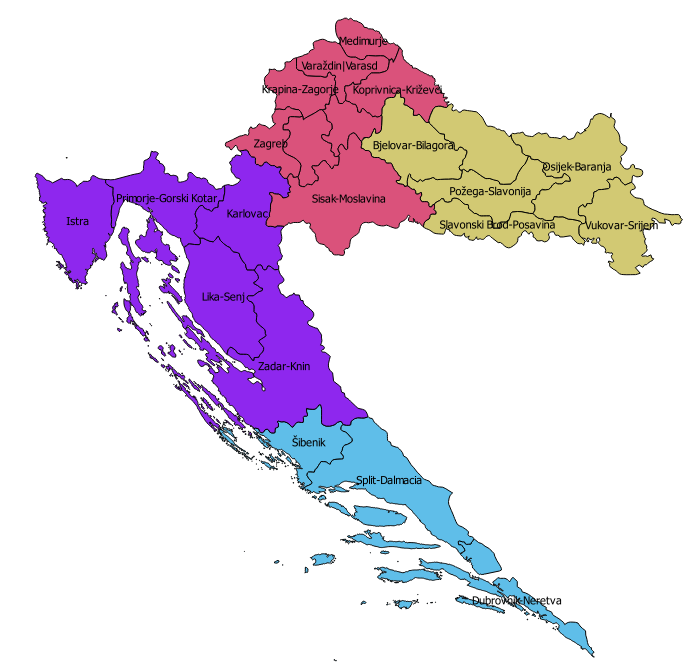 Medimurje
Varaždin|Varasd
Krapina-Zagorje
Koprivnica-Križevci
Zagreb
Bjelovar-Bilagora
Osijek-Baranja
Požega-Slavonija
Sisak-Moslavina
Primorje-Gorski Kotar
Karlovac
Istra
Slavonski Brod-Posavina
Vukovar-Srijem
Lika-Senj
Zadar-Knin
Šibenik
Split-Dalmacia
Dubrovnik-Neretva